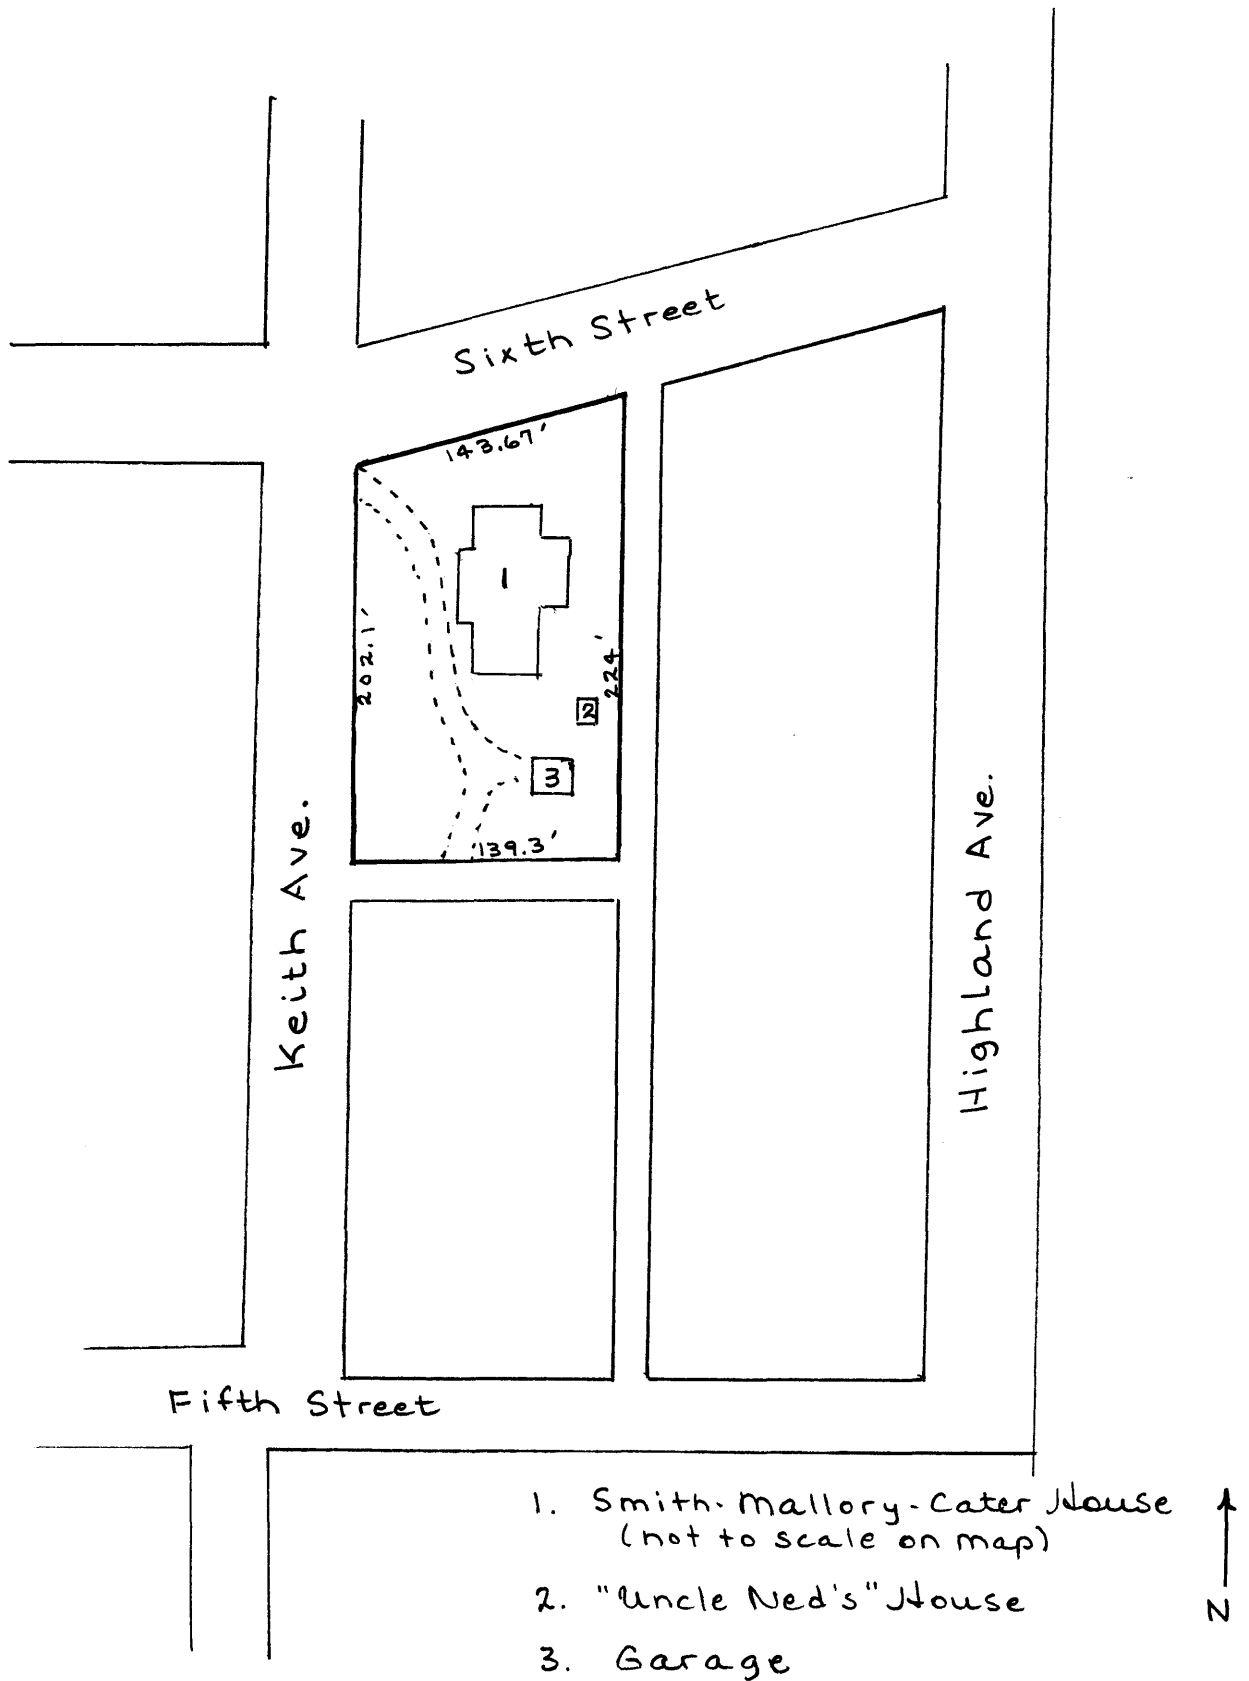 Sixth Street
143.67'
1
202.1'
224'
2
3
139.3'
Keith Ave.
Highland Ave.
Fifth Street
1. Smith-Mallory-Cater House
(not to scale on map)
2. "Uncle Ned's" House
3. Garage
N